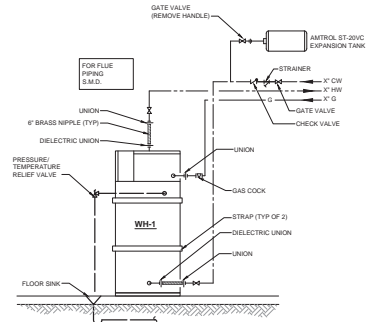 GATE VALVE
(REMOVE HANDLE)
AMTROL ST-20VC
EXPANSION TANK
FOR FLUE
PIPING
S.M.D.
STRAINER
X" CW
X" HW
G
X" G
UNION
GATE VALVE
6" BRASS NIPPLE (TYP)
CHECK VALVE
DIELECTRIC UNION
UNION
PRESSURE/
TEMPERATURE
RELIEF VALVE
GAS COCK
WH-1
STRAP (TYP OF 2)
DIELECTRIC UNION
UNION
FLOOR SINK